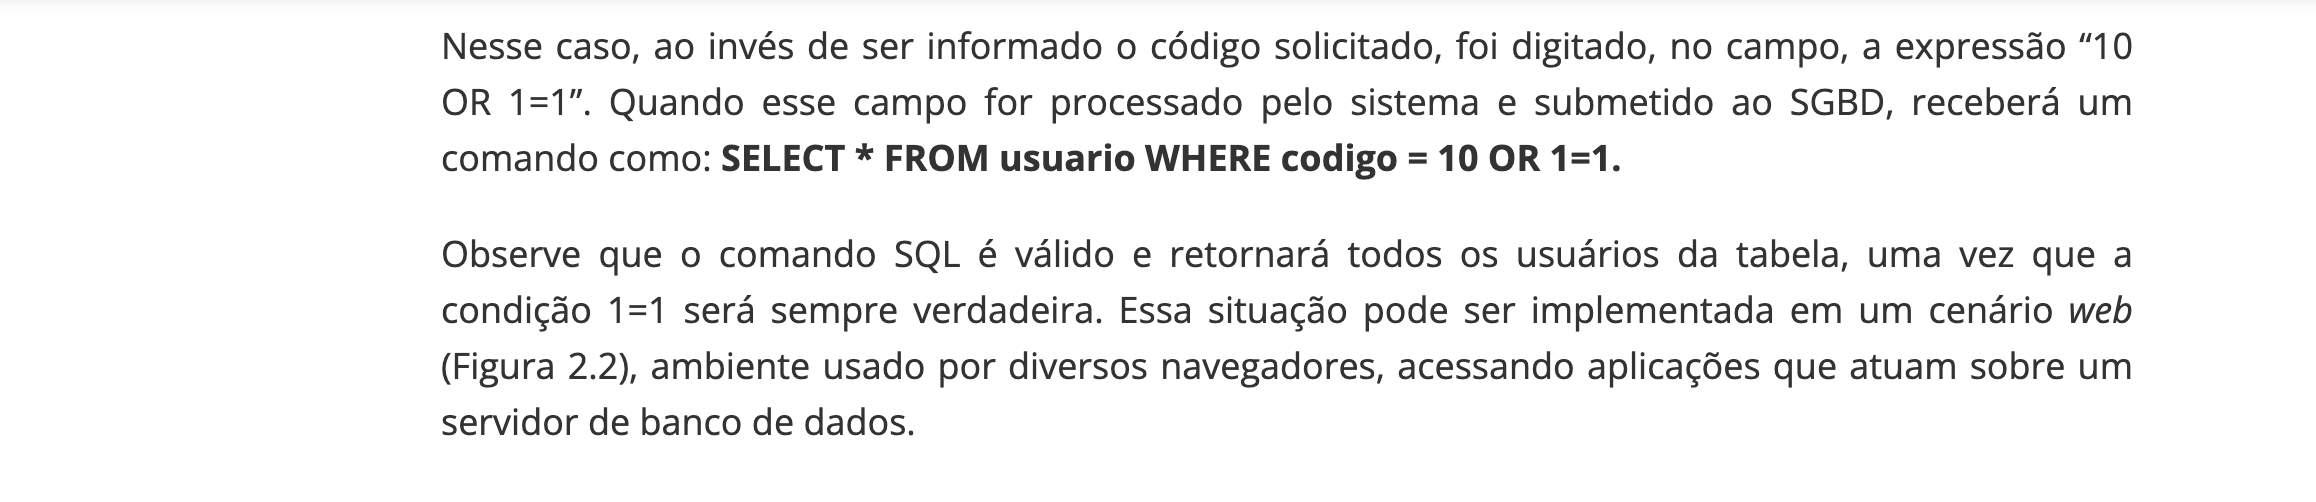 Nesse caso, ao invés de ser informado o código solicitado, foi digitado, no campo, a expressão “10
OR 1=1”. Quando esse campo for processado pelo sistema e submetido ao SGBD, receberá um
comando como: SELECT * FROM usuario WHERE codigo = 10 OR 1=1.
Observe que o comando SQL é válido e retornará todos os usuários da tabela, uma vez que a
condição 1=1 será sempre verdadeira. Essa situação pode ser implementada em um cenário web
(Figura 2.2), ambiente usado por diversos navegadores, acessando aplicações que atuam sobre um
servidor de banco de dados.